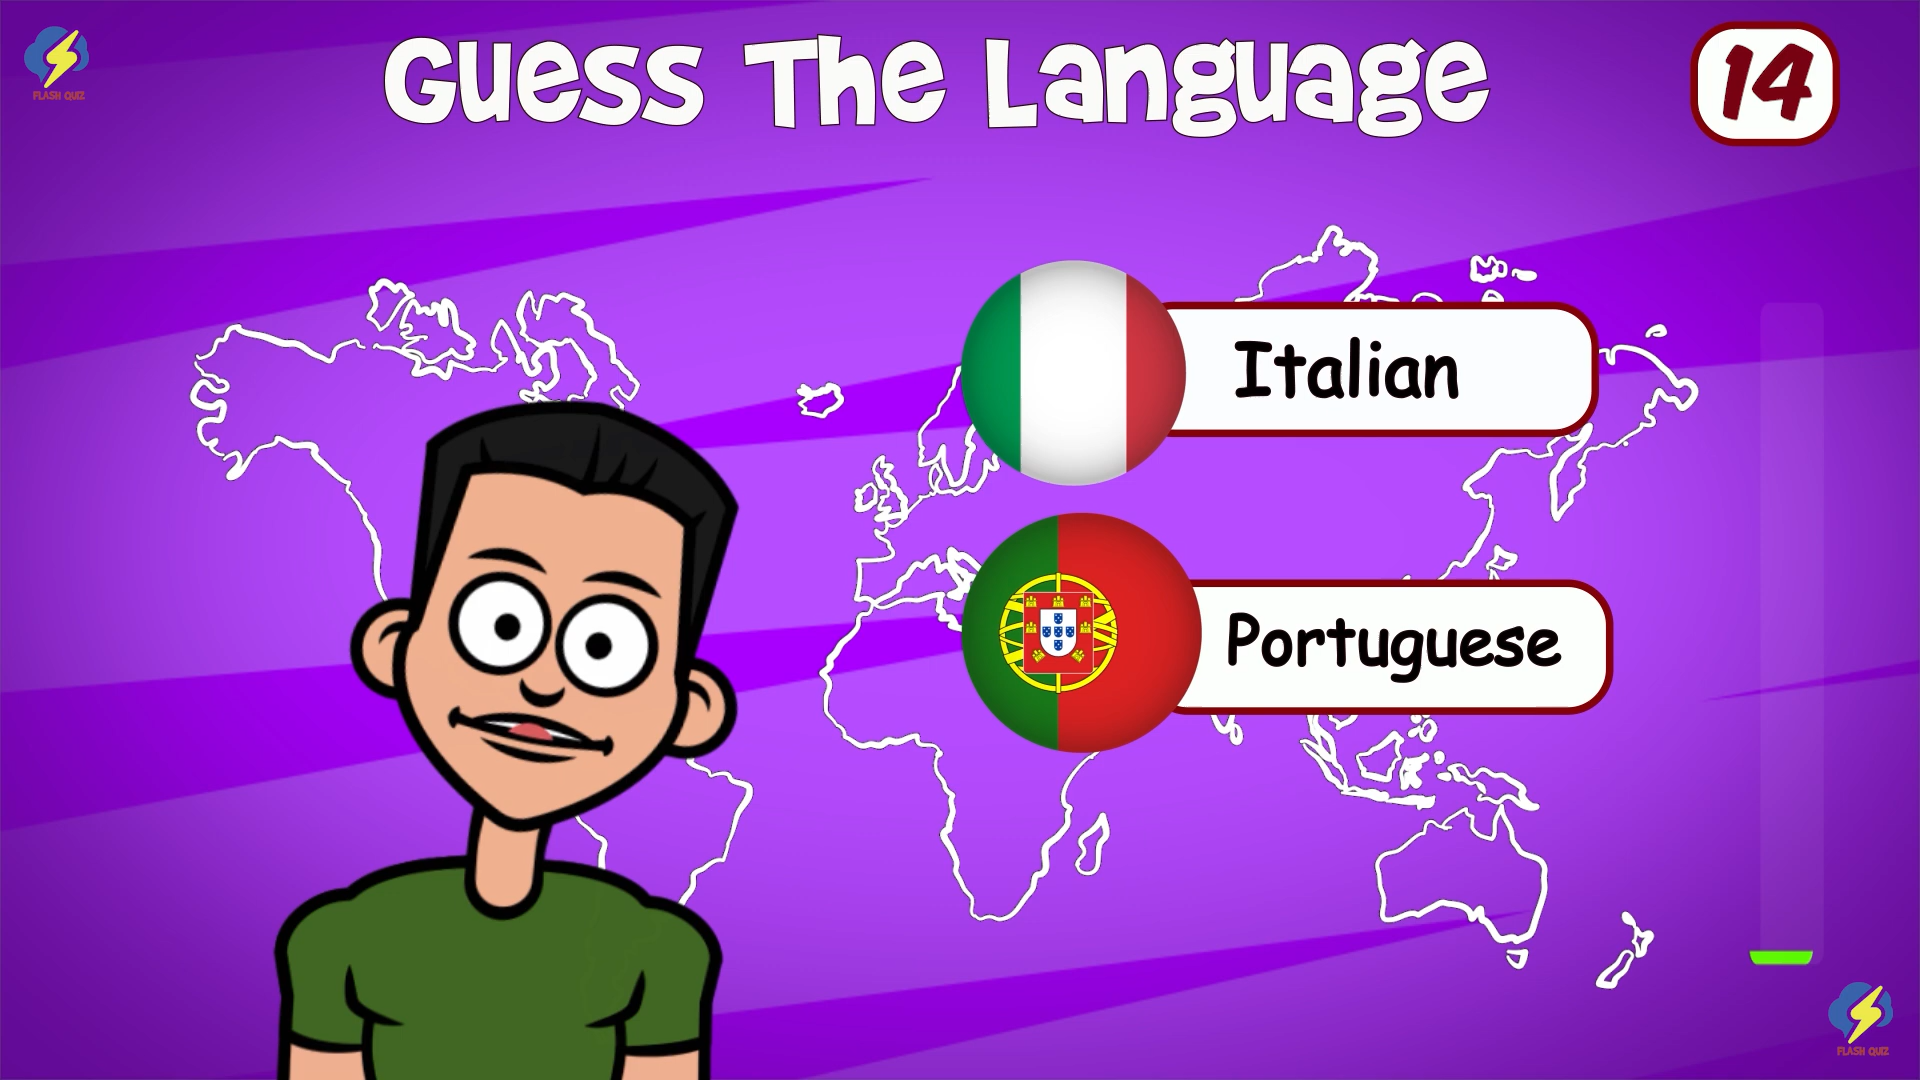 FLASH QUIZ
Guess The Language
14
Italian
Portuguese
FLASH QUIZ